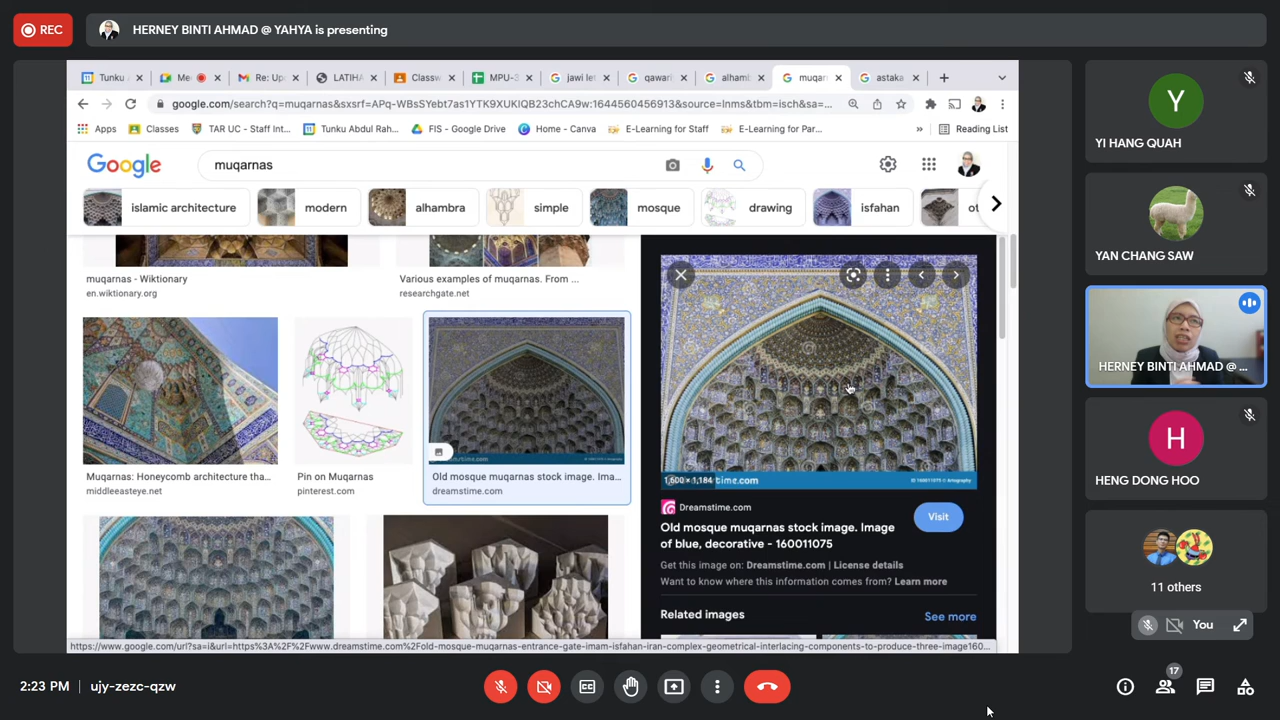 REC
HERNEY BINTI AHMAD @ YAHYA is presenting
Tunku
Me
Re: Up
LATIHA
Classw
MPU-3
jawi let
qawari
alhamb
muqar
astaka
google.com/search?q=muqarnas&sxsrf=APq-WBsSYebt7as1YTK9XUKIQB23chCA9w:1644560456913&source=lnms&tbm=isch&sa=...
Apps
Classes
TAR UC - Staff Int...
Tunku Abdul Rah...
FIS - Google Drive
Home - Canva
E-Learning for Staff
E-Learning for Par...
»
Reading List
Google
muqarnas
islamic architecture
modern
alhambra
simple
mosque
drawing
isfahan
muqarnas - Wiktionary
en.wiktionary.org
Various examples of muqarnas. From ...
researchgate.net
Muqarnas: Honeycomb architecture tha...
middleeasteye.net
Pin on Muqarnas
pinterest.com
Old mosque muqarnas stock image. Ima...
dreamstime.com
1,600 × 1,184
Dreamstime.com
Old mosque muqarnas stock image. Image
of blue, decorative - 160011075
Visit
Get this image on: Dreamstime.com | License details
Want to know where this information comes from? Learn more
Related images
See more
https://www.google.com/url?sa=i&url=https%3A%2F%2Fwww.dreamstime.com%2Fold-mosque-muqarnas-entrance-gate-imam-isfahan-iran-complex-geometrical-interlacing-components-to-produce-three-image160...
Y
YI HANG QUAH
YAN CHANG SAW
HERNEY BINTI AHMAD @ ...
H
HENG DONG HOO
11 others
You
2:23 PM | ujy-zezc-qzw
17